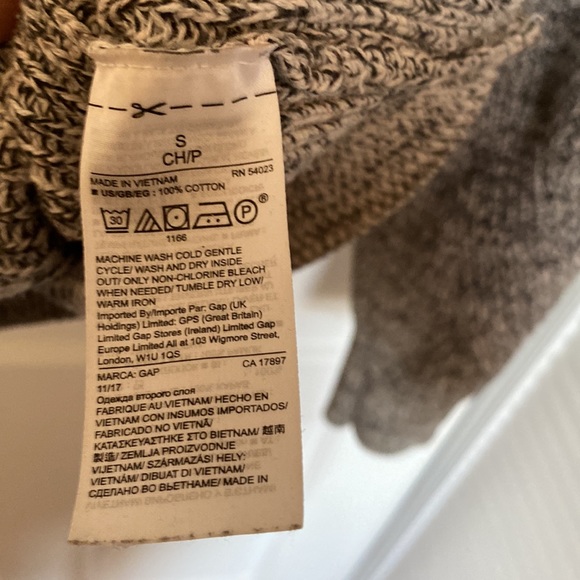 S
CH/P
MADE IN VIETNAM RN 54023
■ US/GB/EG : 100% COTTON
30 P ®
1166
MACHINE WASH COLD GENTLE
CYCLE/ WASH AND DRY INSIDE
OUT/ ONLY NON-CHLORINE BLEACH
WHEN NEEDED/ TUMBLE DRY LOW/
WARM IRON
Imported By/Importe Par: Gap (UK
Holdings) Limited: GPS (Great Britain)
Limited Gap Stores (Ireland) Limited Gap
Europe Limited All at 103 Wigmore Street,
London, W1U 1QS
MARCA: GAP CA 17897
11/17
Одежда второго слоя
FABRIQUE AU VIETNAM/ HECHO EN
VIETNAM CON INSUMOS IMPORTADOS/
FABRICADO NO VIETNÃ/
ΚΑΤΑΣΚΕΥΑΣΤΗΚΕ ΣΤΟ ΒΙΕΤΝΑΜ/ 越南
製造/ ZEMLJA PROIZVODNJE
VIJETNAM/ SZÁRMAZÁSI HELY:
VIETNÁM/ DIBUAT DI VIETNAM/
СДЕЛАНО ВО ВЬЕТНАМЕ/ MADE IN